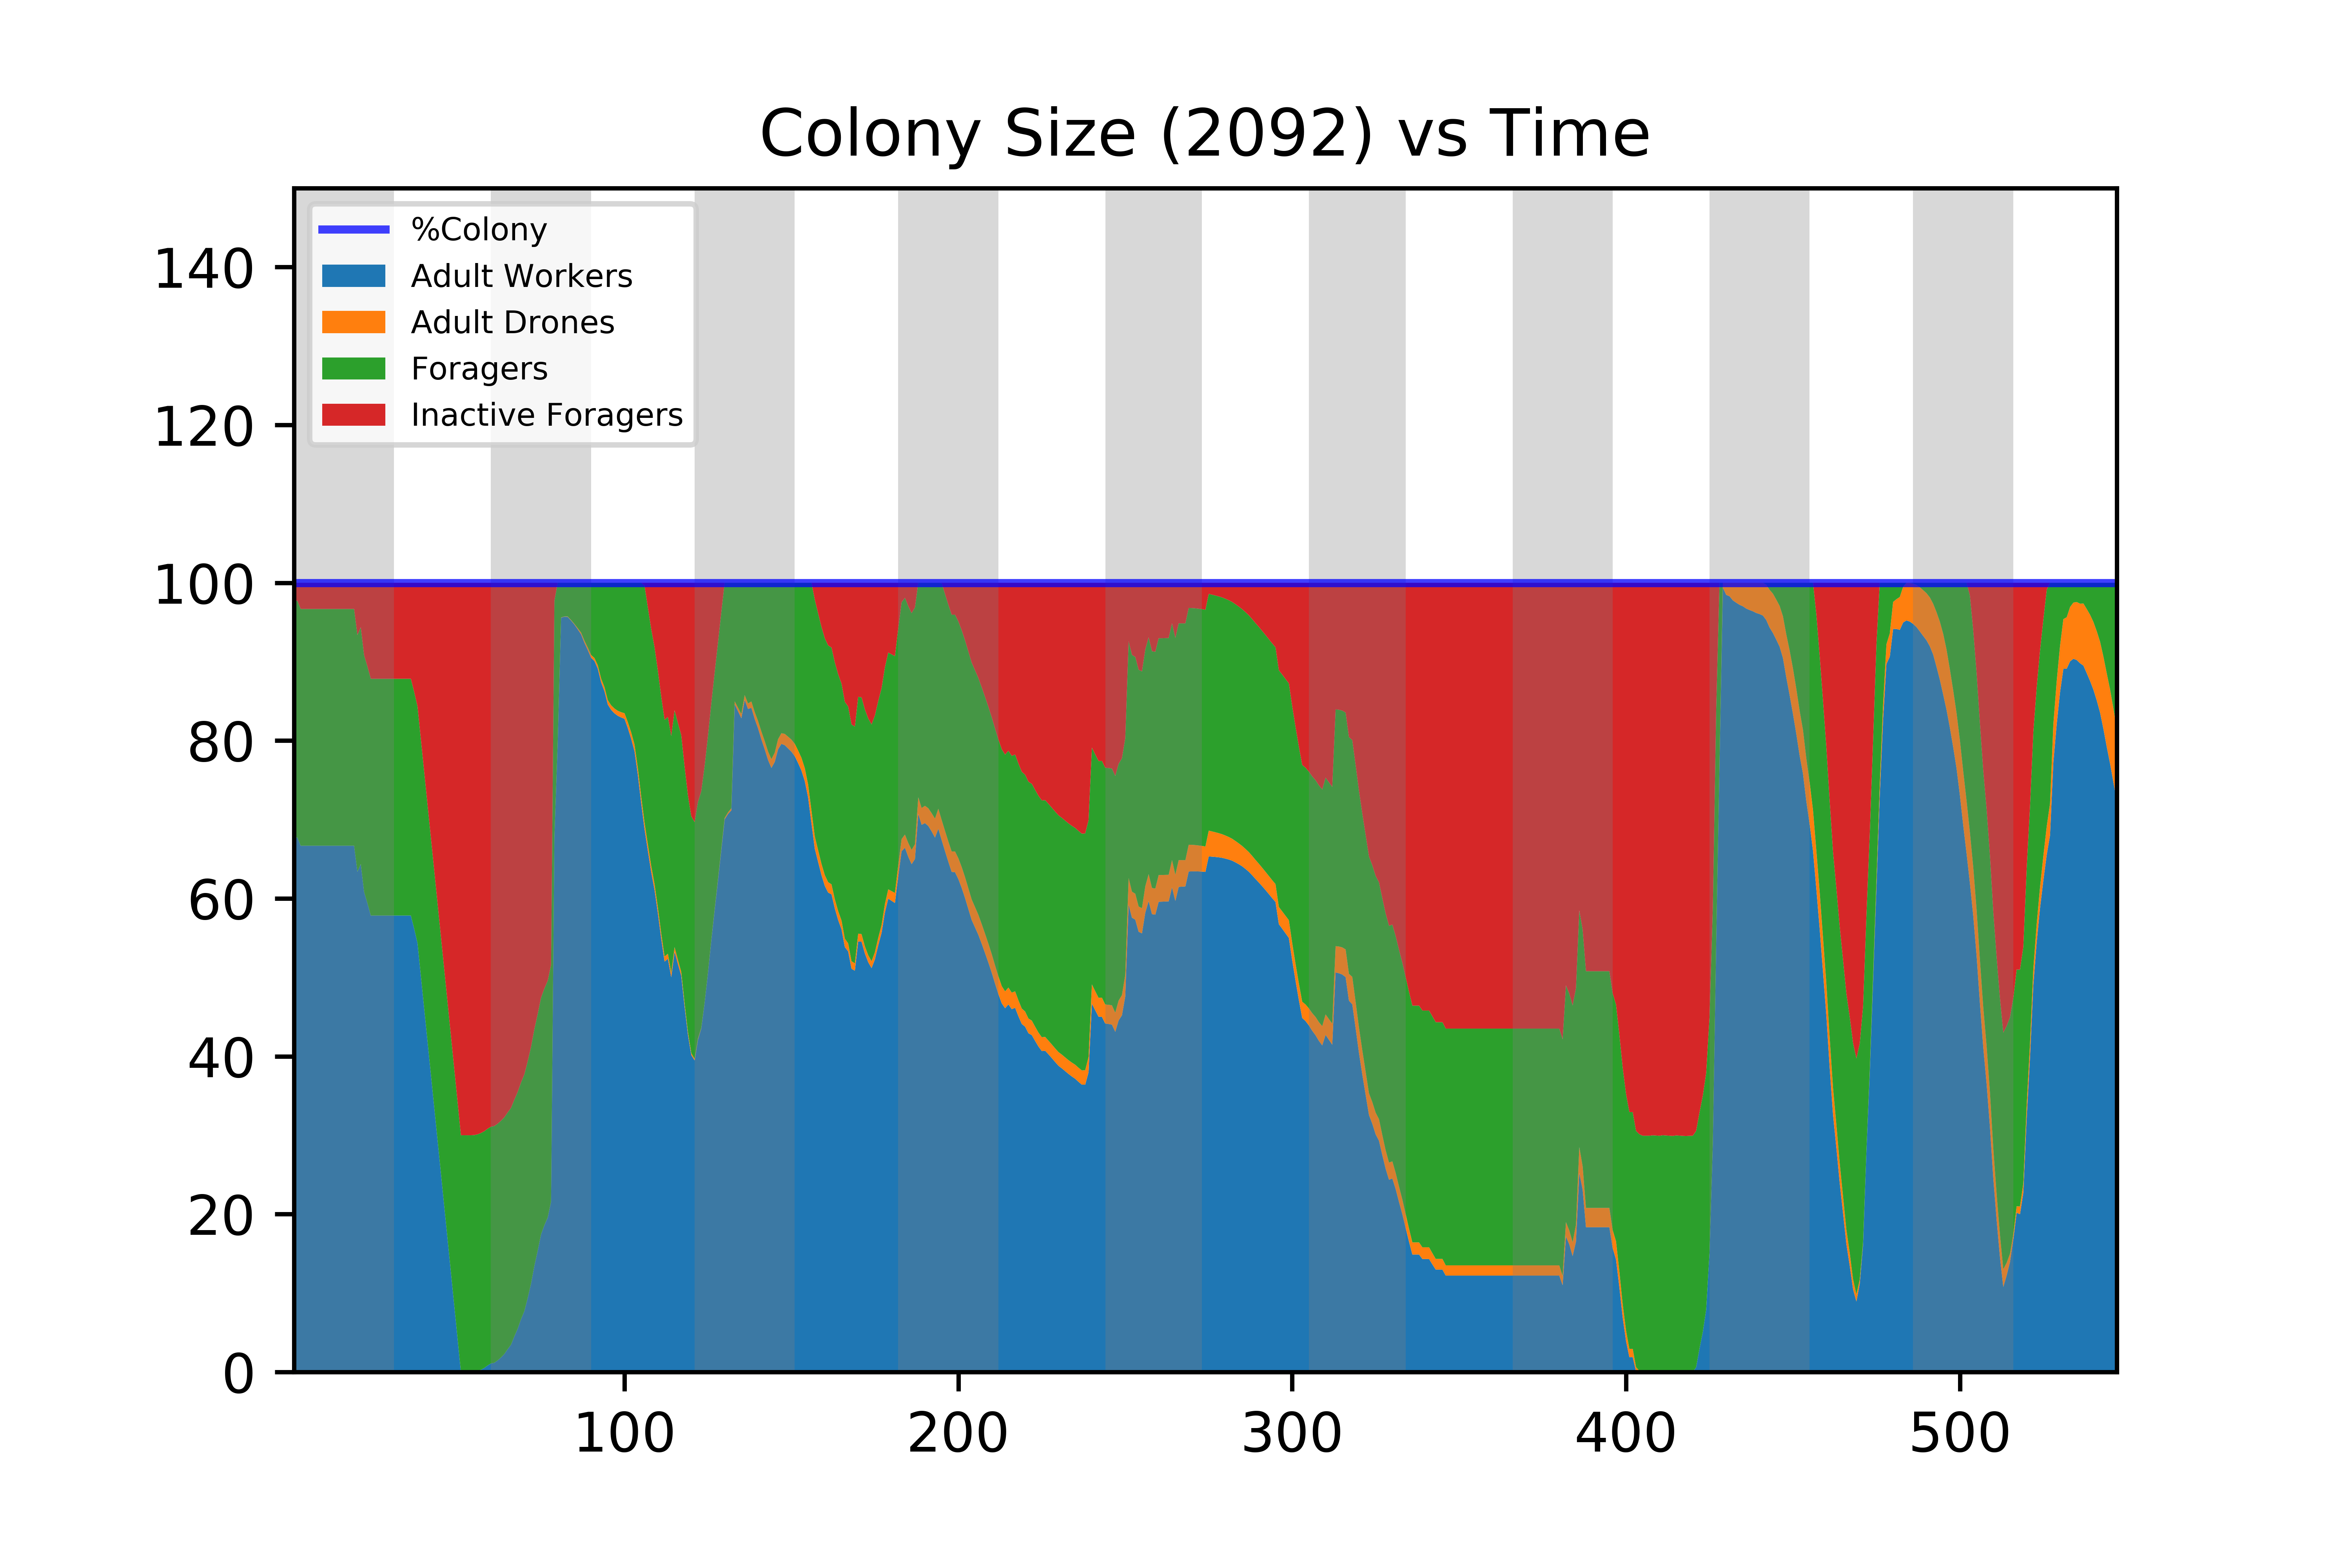 Colony Size (2092) vs Time
140
120
100
80
60
40
20
0
%Colony
Adult Workers
Adult Drones
Foragers
Inactive Foragers
100 200 300 400 500